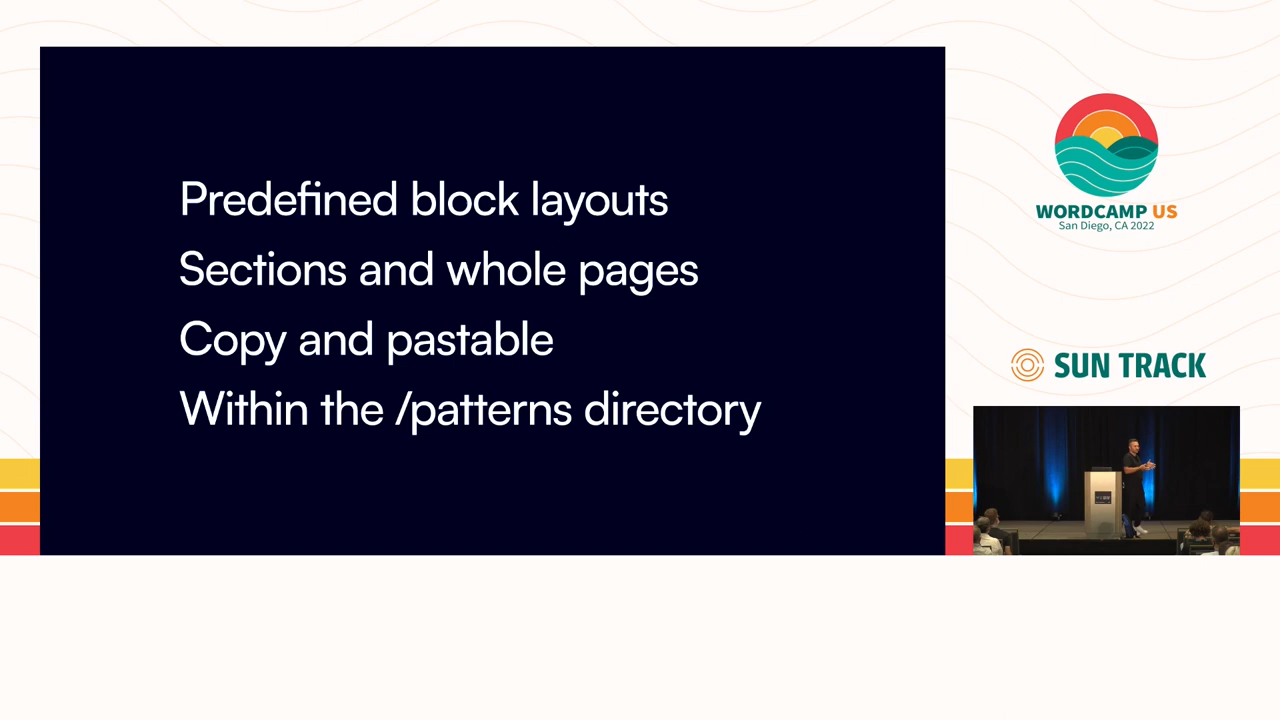 Predefined block layouts
Sections and whole pages
Copy and pastable
Within the /patterns directory
WORDCAMP US
San Diego, CA 2022
SUN TRACK